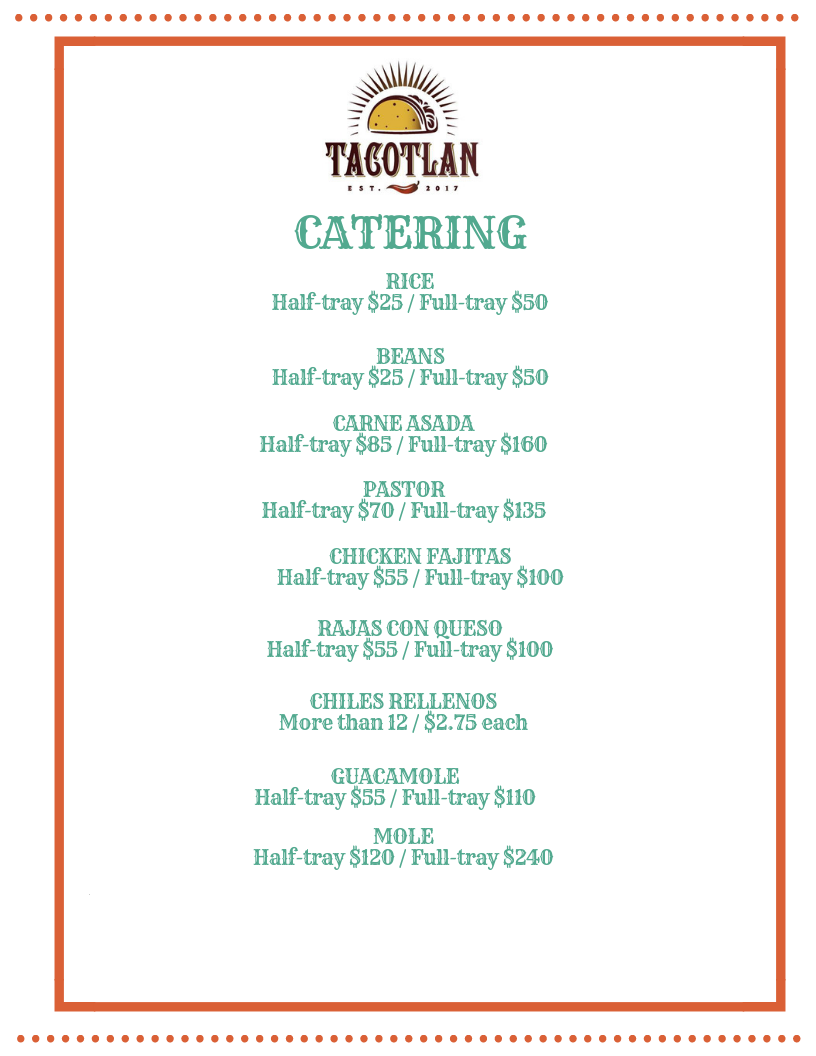 TACOTLAN
EST. 2017
CATERING
RICE
Half-tray $25 / Full-tray $50
BEANS
Half-tray $25 / Full-tray $50
CARNE ASADA
Half-tray $85 / Full-tray $160
PASTOR
Half-tray $70 / Full-tray $135
CHICKEN FAJITAS
Half-tray $55 / Full-tray $100
RAJAS CON QUESO
Half-tray $55 / Full-tray $100
CHILES RELLENOS
More than 12 / $2.75 each
GUACAMOLE
Half-tray $55 / Full-tray $110
MOLE
Half-tray $120 / Full-tray $240